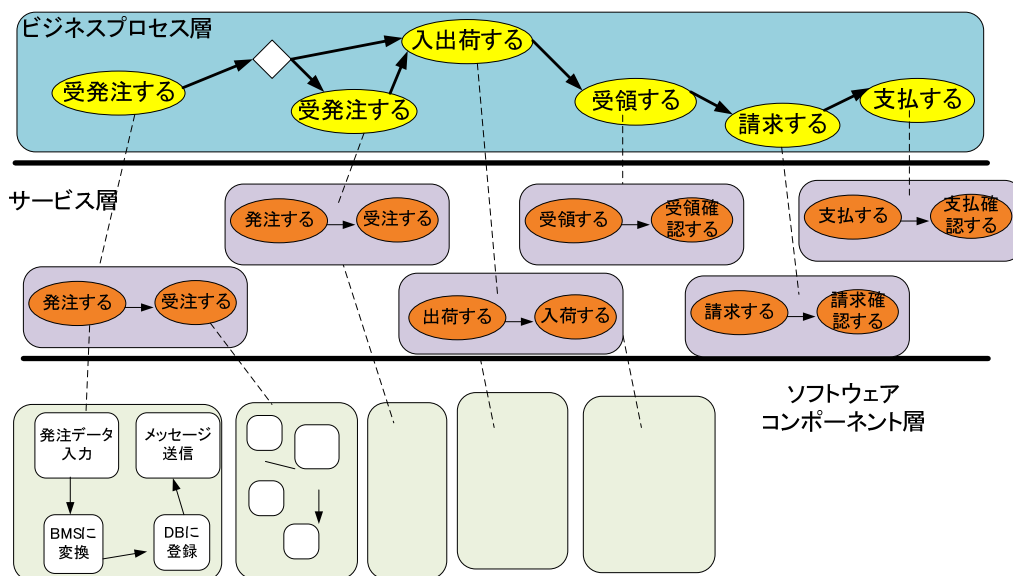 ビジネスプロセス層
受発注する
受発注する
入出荷する
受領する
請求する
支払する
サービス層
発注する
受注する
発注する
受注する
出荷する
入荷する
受領する
受領確
認する
請求する
請求確
認する
支払する
支払確
認する
ソフトウェア
コンポーネント層
発注データ
入力
メッセージ
送信
BMSに
変換
DBに
登録